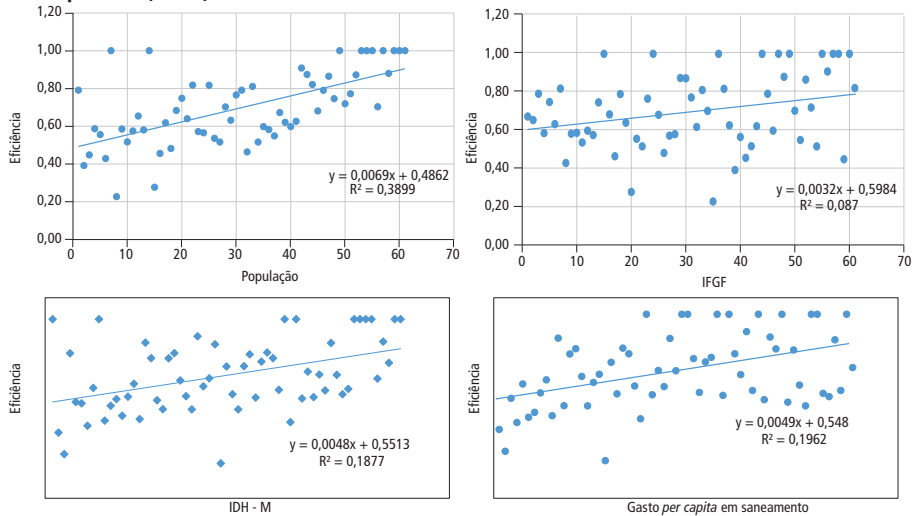 1,20
1,00
0,80
0,60
0,40
0,20
0,00
Eficiência
0 10 20 30 40 50 60 70
População
y = 0,0069x + 0,4862
R² = 0,3899
1,20
1,00
0,80
0,60
0,40
0,20
0,00
Eficiência
0 10 20 30 40 50 60 70
IFGF
y = 0,0032x + 0,5984
R² = 0,087
Eficiência
y = 0,0048x + 0,5513
R² = 0,1877
IDH - M
Eficiência
y = 0,0049x + 0,548
R² = 0,1962
Gasto per capita em saneamento